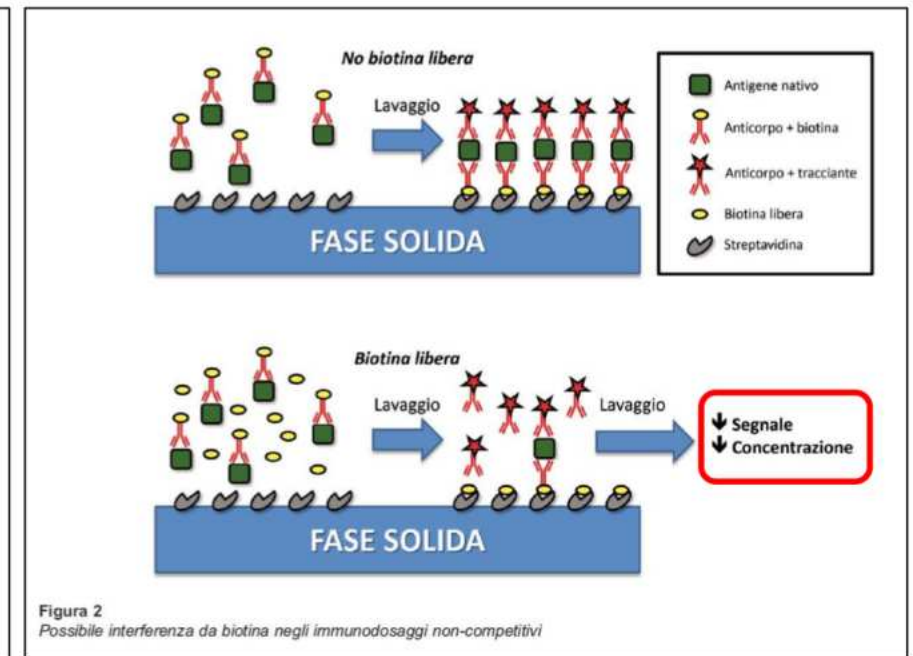 No biotina libera
Lavaggio
FASE SOLIDA
Antigene nativo
Anticorpo + biotina
Anticorpo + tracciante
Biotina libera
Streptavidina
Biotina libera
Lavaggio
Lavaggio
↓ Segnale
↓ Concentrazione
FASE SOLIDA
Figura 2
Possibile interferenza da biotina negli immunodosaggi non-competitivi